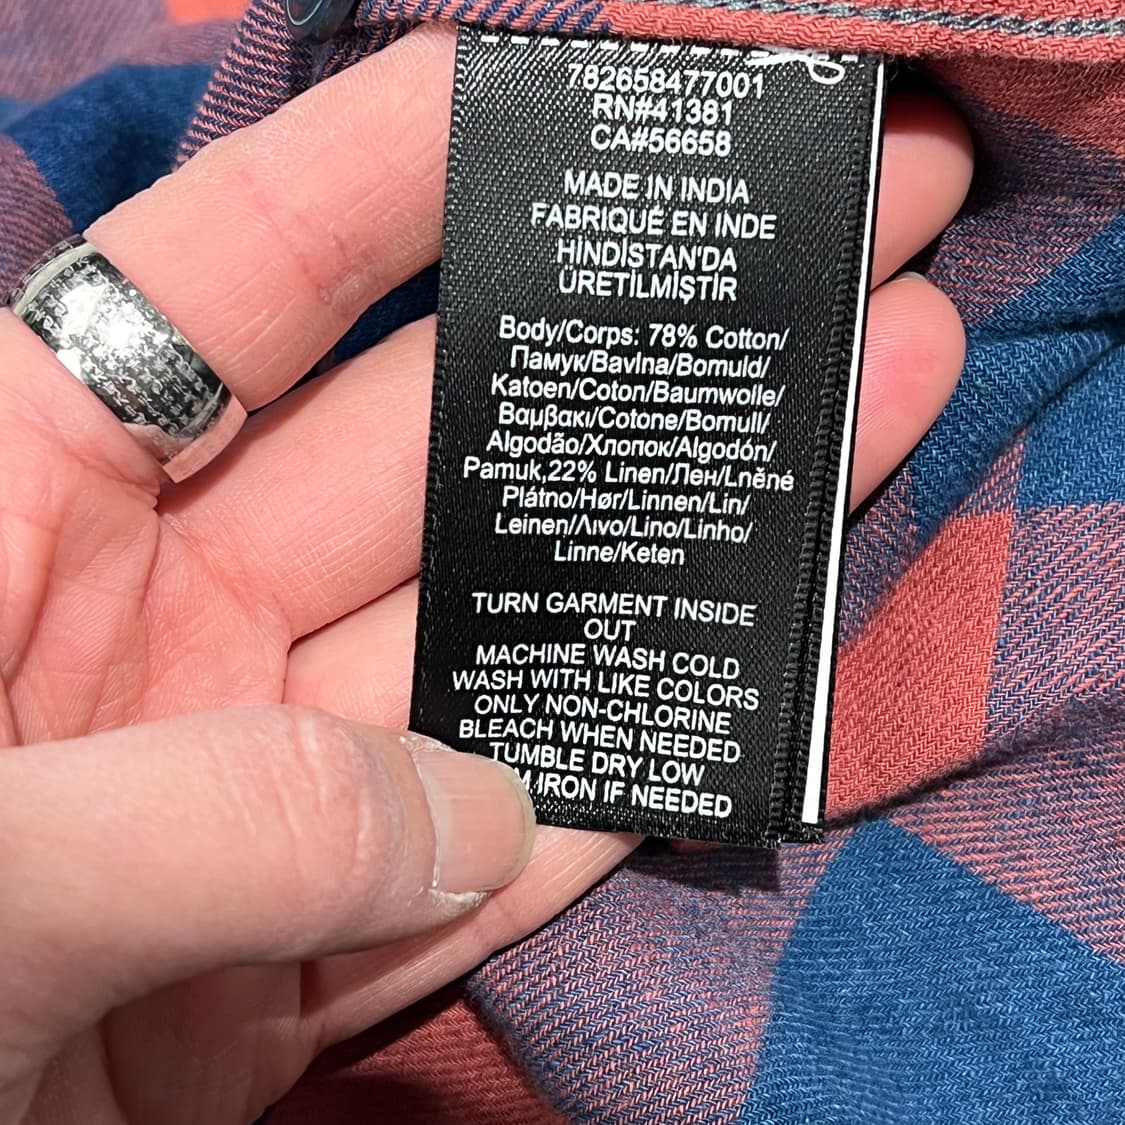 782658477001
RN#41381
CA#56658
MADE IN INDIA
FABRIQUÉ EN INDE
HİNDİSTAN'DA
ÜRETİLMİŞTİR
Body/Corps: 78% Cotton/
Памук/Bavlna/Bomuld/
Katoen/Coton/Baumwolle/
Βαμβακι/Cotone/Bomull/
Algodão/Хлопок/Algodón/
Pamuk,22% Linen/Лен/Lněné
Plátno/Hør/Linnen/Lin/
Leinen/Λινο/Lino/Linho/
Linne/Keten
TURN GARMENT INSIDE
OUT
MACHINE WASH COLD
WASH WITH LIKE COLORS
ONLY NON-CHLORINE
BLEACH WHEN NEEDED
TUMBLE DRY LOW
IRON IF NEEDED